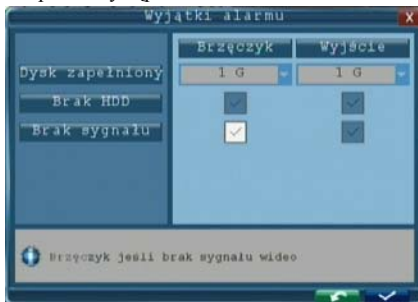 Wyjątki alarmu X
Brzęczyk Wyjście
Dysk zapełniony 1 G 1 G
Brak HDD
Brak sygnału
Brzęczyk jeśli brak sygnału wideo